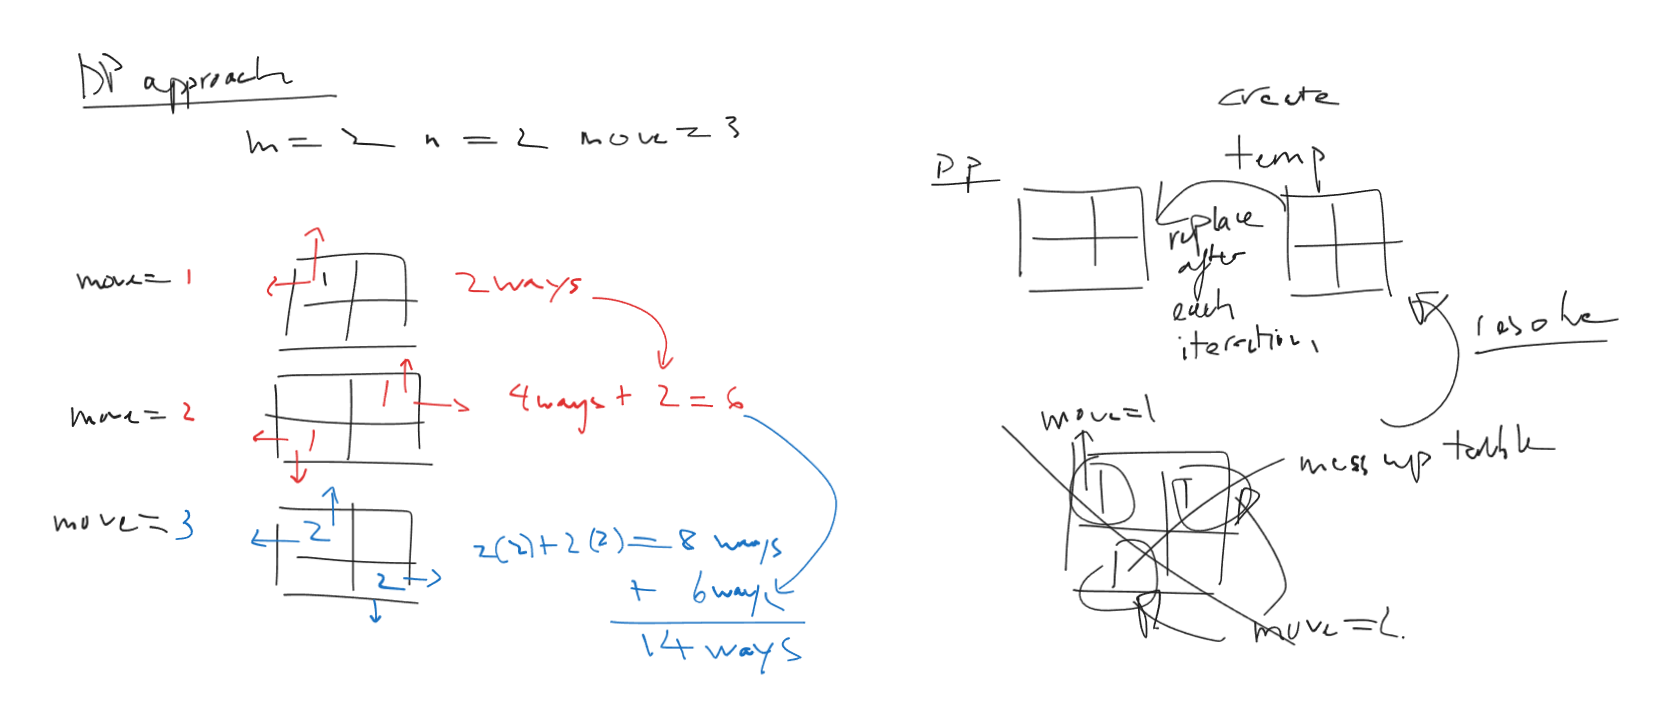 DP approach
m = 2 n = 2 move = 3
move = 1
1
2 ways
move = 2
1
1
4 ways + 2 = 6
move = 3
2
2
2(2) + 2(2) = 8 ways
+ 6 ways
14 ways
create
temp
DP
replace
after
each
iteration,
resolve
move=1
mess up table
1
1
1
move = 2.